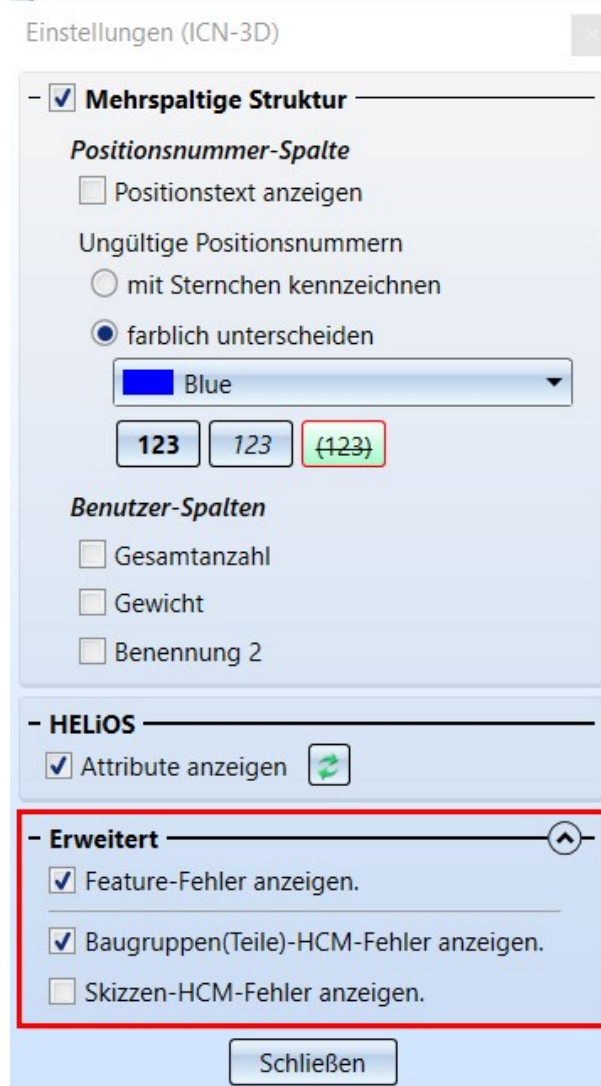 Einstellungen (ICN-3D)
Mehrspaltige Struktur
Positionsnummer-Spalte
Positionstext anzeigen
Ungültige Positionsnummern
mit Sternchen kennzeichnen
farblich unterscheiden
Blue
123 123 (123)
Benutzer-Spalten
Gesamtanzahl
Gewicht
Benennung 2
HELiOS
Attribute anzeigen
Erweitert
Feature-Fehler anzeigen.
Baugruppen(Teile)-HCM-Fehler anzeigen.
Skizzen-HCM-Fehler anzeigen.
Schließen